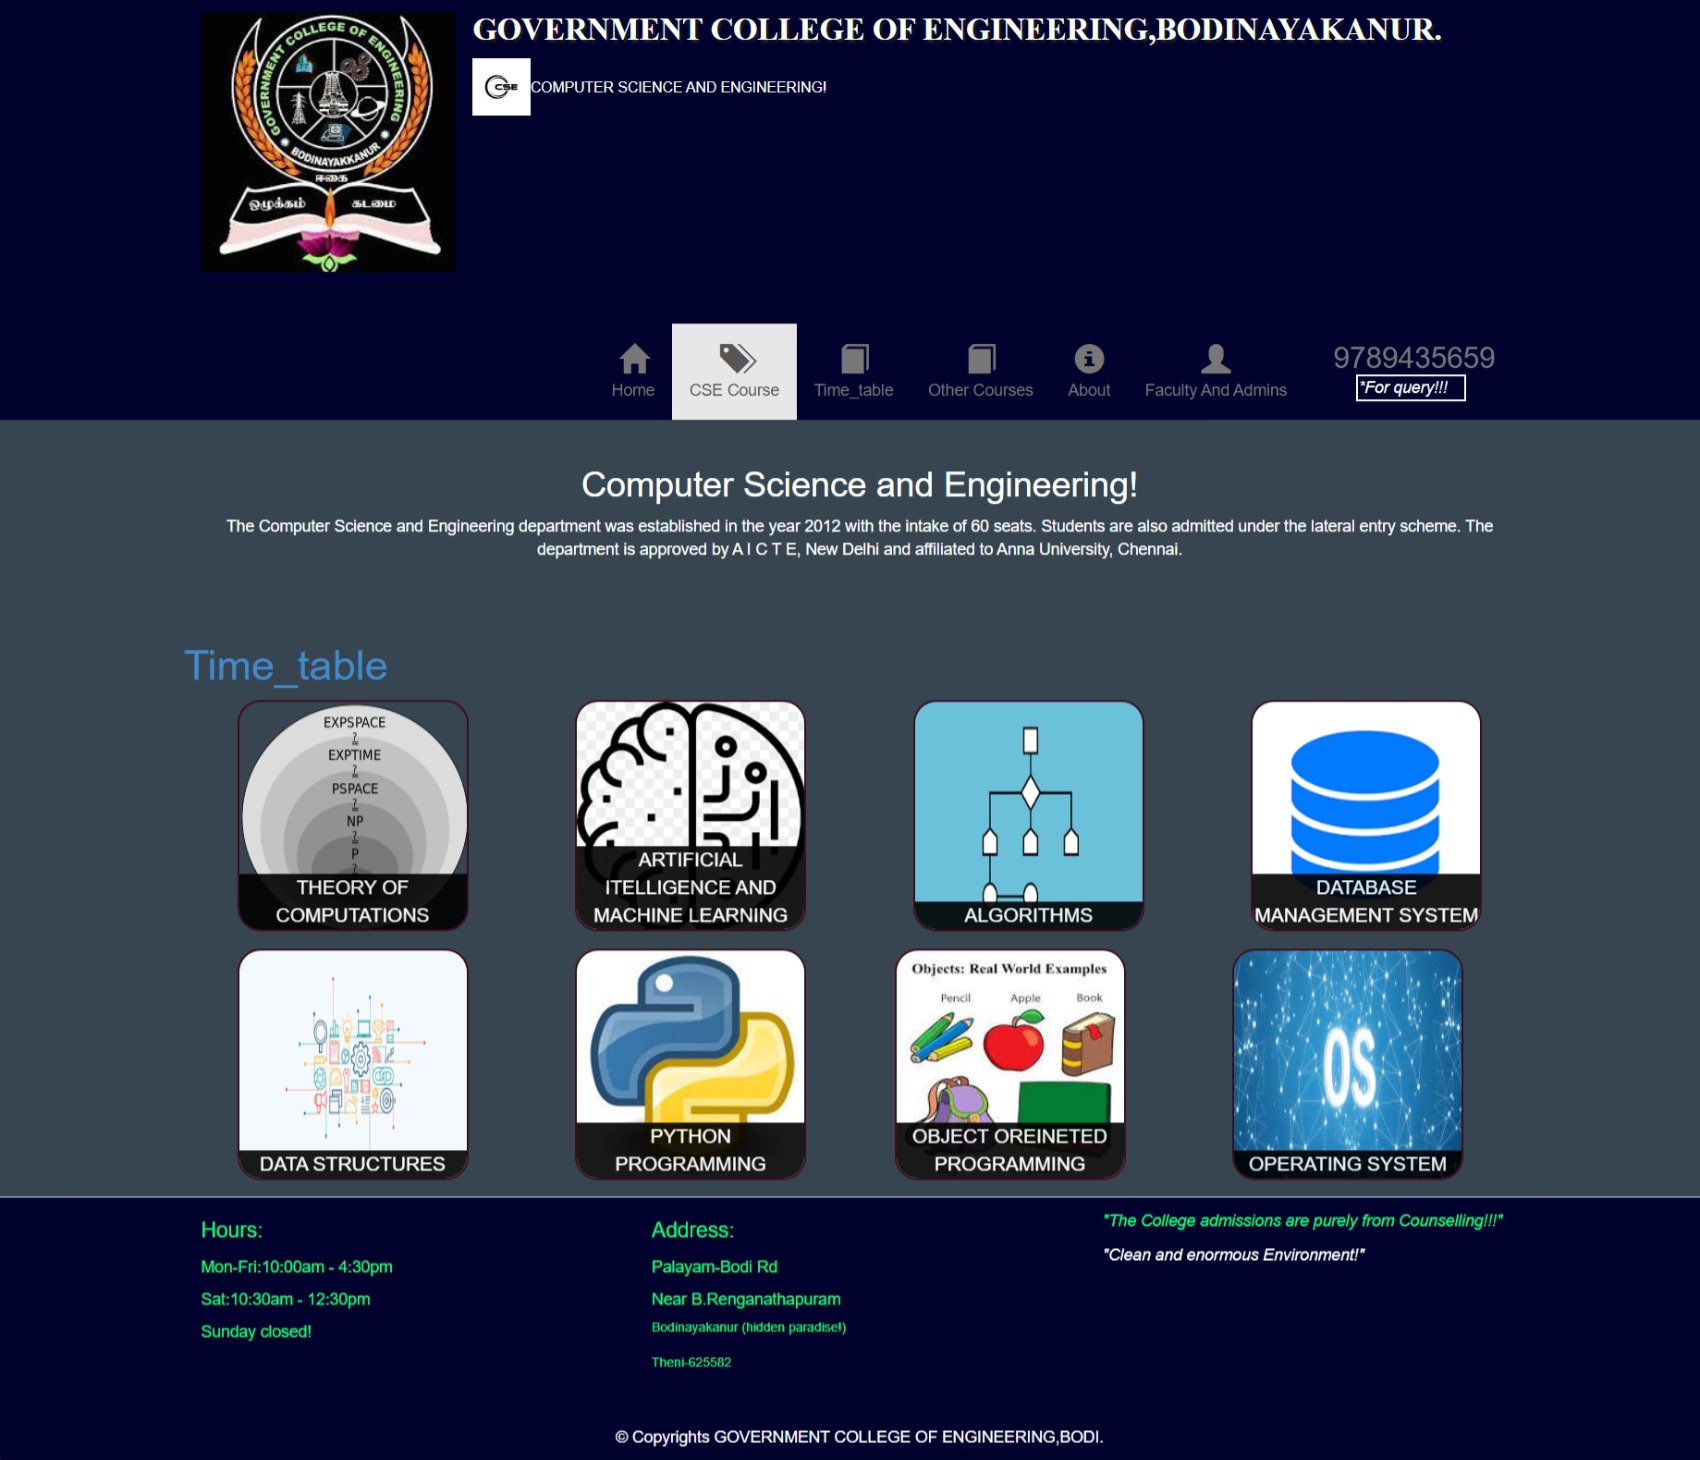 GOVERNMENT COLLEGE OF ENGINEERING
BODINAYAKKANUR
ஈகை
ஒழுக்கம் கடமை
GOVERNMENT COLLEGE OF ENGINEERING,BODINAYAKANUR.
CSE COMPUTER SCIENCE AND ENGINEERING!
Home CSE Course Time_table Other Courses About Faculty And Admins 9789435659
*For query!!!
Computer Science and Engineering!
The Computer Science and Engineering department was established in the year 2012 with the intake of 60 seats. Students are also admitted under the lateral entry scheme. The
department is approved by A I C T E, New Delhi and affiliated to Anna University, Chennai.
Time_table
EXPSPACE
?
=
EXPTIME
?
=
PSPACE
?
=
NP
?
=
P
?
THEORY OF
COMPUTATIONS
ARTIFICIAL
ITELLIGENCE AND
MACHINE LEARNING
ALGORITHMS
DATABASE
MANAGEMENT SYSTEM
DATA STRUCTURES
PYTHON
PROGRAMMING
Objects: Real World Examples
Pencil Apple Book
OBJECT OREINETED
PROGRAMMING
OS
OPERATING SYSTEM
Hours:
Mon-Fri:10:00am - 4:30pm
Sat:10:30am - 12:30pm
Sunday closed!
Address:
Palayam-Bodi Rd
Near B.Renganathapuram
Bodinayakanur (hidden paradise!)
Theni-625582
"The College admissions are purely from Counselling!!!"
"Clean and enormous Environment!"
© Copyrights GOVERNMENT COLLEGE OF ENGINEERING,BODI.